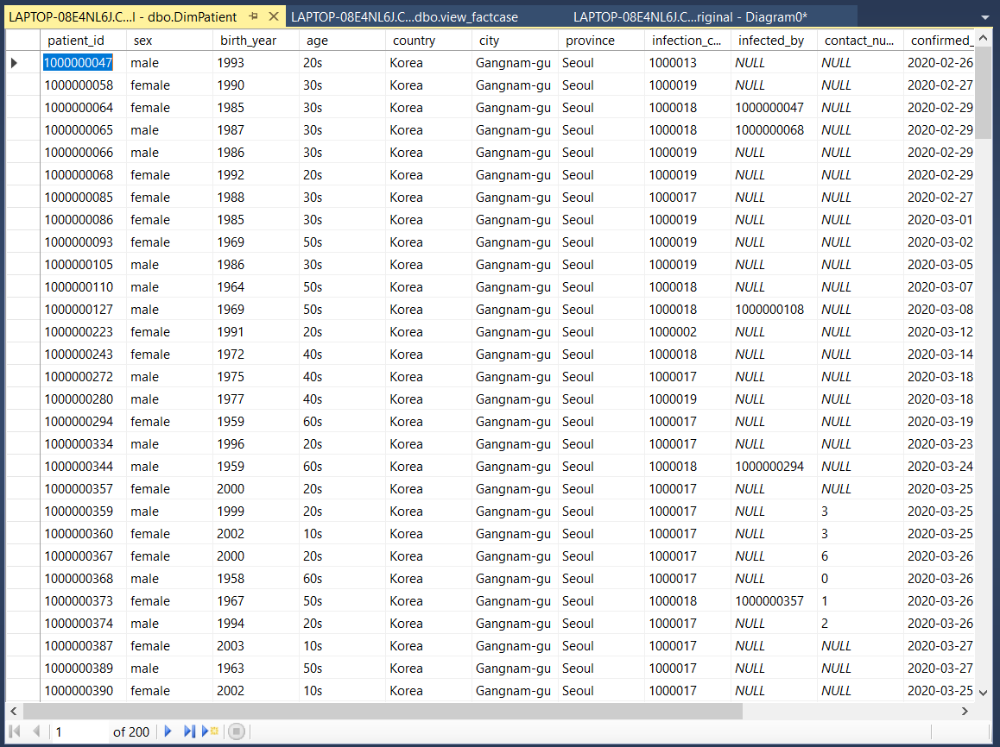 LAPTOP-08E4NL6J.C...l - dbo.DimPatient LAPTOP-08E4NL6J.C...dbo.view_factcase LAPTOP-08E4NL6J.C...riginal - Diagram0*
patient_id sex birth_year age country city province infection_c... infected_by contact_nu... confirmed_
1000000047 male 1993 20s Korea Gangnam-gu Seoul 1000013 NULL NULL 2020-02-26
1000000058 female 1990 30s Korea Gangnam-gu Seoul 1000019 NULL NULL 2020-02-27
1000000064 female 1985 30s Korea Gangnam-gu Seoul 1000018 1000000047 NULL 2020-02-29
1000000065 male 1987 30s Korea Gangnam-gu Seoul 1000018 1000000068 NULL 2020-02-29
1000000066 male 1986 30s Korea Gangnam-gu Seoul 1000019 NULL NULL 2020-02-29
1000000068 female 1992 20s Korea Gangnam-gu Seoul 1000019 NULL NULL 2020-02-29
1000000085 female 1988 30s Korea Gangnam-gu Seoul 1000017 NULL NULL 2020-02-27
1000000086 female 1985 30s Korea Gangnam-gu Seoul 1000019 NULL NULL 2020-03-01
1000000093 female 1969 50s Korea Gangnam-gu Seoul 1000019 NULL NULL 2020-03-02
1000000105 male 1986 30s Korea Gangnam-gu Seoul 1000019 NULL NULL 2020-03-05
1000000110 male 1964 50s Korea Gangnam-gu Seoul 1000018 NULL NULL 2020-03-07
1000000127 male 1969 50s Korea Gangnam-gu Seoul 1000018 1000000108 NULL 2020-03-08
1000000223 female 1991 20s Korea Gangnam-gu Seoul 1000002 NULL NULL 2020-03-12
1000000243 female 1972 40s Korea Gangnam-gu Seoul 1000018 NULL NULL 2020-03-14
1000000272 male 1975 40s Korea Gangnam-gu Seoul 1000017 NULL NULL 2020-03-18
1000000280 male 1977 40s Korea Gangnam-gu Seoul 1000019 NULL NULL 2020-03-18
1000000294 female 1959 60s Korea Gangnam-gu Seoul 1000017 NULL NULL 2020-03-19
1000000334 male 1996 20s Korea Gangnam-gu Seoul 1000017 NULL NULL 2020-03-23
1000000344 male 1959 60s Korea Gangnam-gu Seoul 1000018 1000000294 NULL 2020-03-24
1000000357 female 2000 20s Korea Gangnam-gu Seoul 1000017 NULL NULL 2020-03-25
1000000359 male 1999 20s Korea Gangnam-gu Seoul 1000017 NULL 3 2020-03-25
1000000360 female 2002 10s Korea Gangnam-gu Seoul 1000017 NULL 3 2020-03-25
1000000367 female 2000 20s Korea Gangnam-gu Seoul 1000017 NULL 6 2020-03-26
1000000368 male 1958 60s Korea Gangnam-gu Seoul 1000017 NULL 0 2020-03-26
1000000373 female 1967 50s Korea Gangnam-gu Seoul 1000018 1000000357 1 2020-03-26
1000000374 male 1994 20s Korea Gangnam-gu Seoul 1000017 NULL 2 2020-03-26
1000000387 female 2003 10s Korea Gangnam-gu Seoul 1000017 NULL NULL 2020-03-27
1000000389 male 1963 50s Korea Gangnam-gu Seoul 1000017 NULL NULL 2020-03-27
1000000390 female 2002 10s Korea Gangnam-gu Seoul 1000017 NULL NULL 2020-03-25
1 of 200